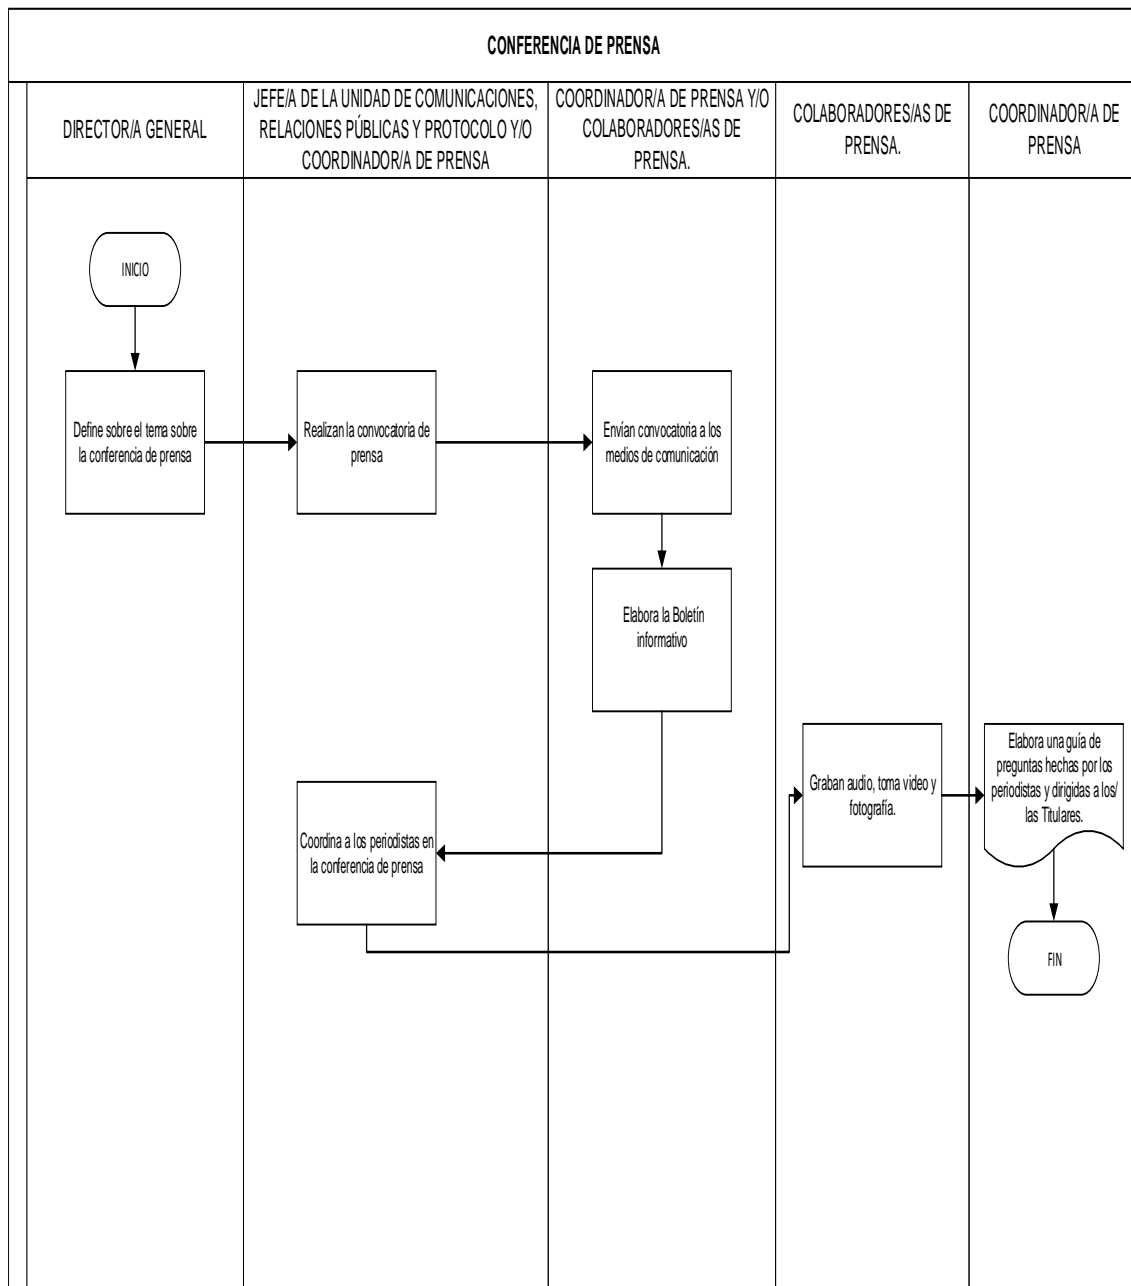 CONFERENCIA DE PRENSA
DIRECTOR/A GENERAL
JEFE/A DE LA UNIDAD DE COMUNICACIONES,
RELACIONES PÚBLICAS Y PROTOCOLO Y/O
COORDINADOR/A DE PRENSA
COORDINADOR/A DE PRENSA Y/O
COLABORADORES/AS DE
PRENSA.
COLABORADORES/AS DE
PRENSA.
COORDINADOR/A DE
PRENSA
INICIO
Define sobre el tema sobre
la conferencia de prensa
Realizan la convocatoria de
prensa
Envían convocatoria a los
medios de comunicación
Elabora la Boletín
informativo
Coordina a los periodistas en
la conferencia de prensa
Graban audio, toma video y
fotografía.
Elabora una guía de
preguntas hechas por los
periodistas y dirigidas a los/
las Titulares.
FIN